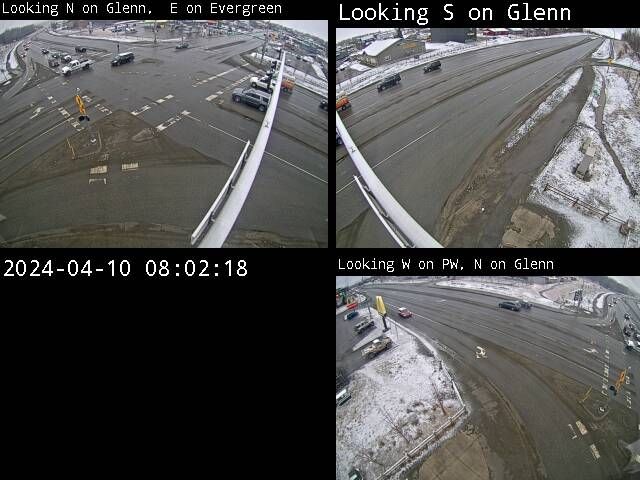 Looking N on Glenn,  E on Evergreen
Looking S on Glenn
2024-04-10 08:02:18
Looking W on PW, N on Glenn